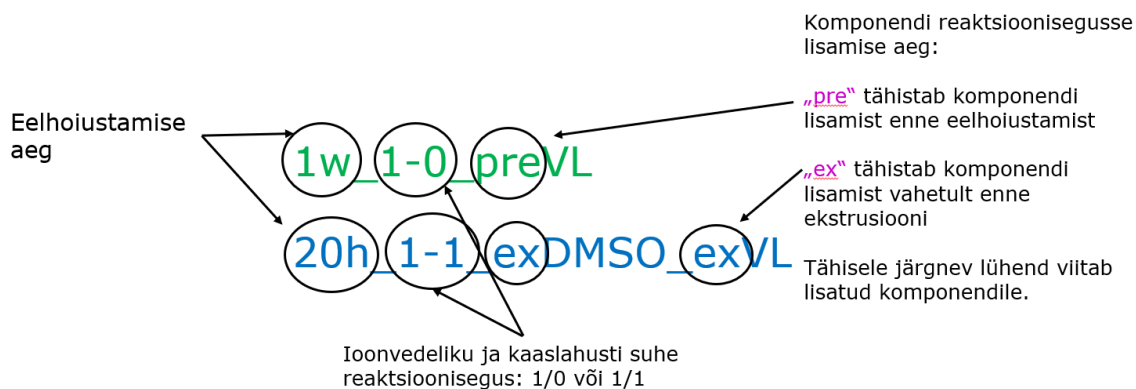 Komponendi reaktsioonisegusse
lisamise aeg:
„pre“ tähistab komponendi
lisamist enne eelhoiustamist
„ex“ tähistab komponendi
lisamist vahetult enne
ekstrusiooni
Tähisele järgnev lühend viitab
lisatud komponendile.
Eelhoiustamise
aeg
1w_1-0_preVL
20h_1-1_exDMSO_exVL
Ioonvedeliku ja kaaslahusti suhe
reaktsioonisegus: 1/0 või 1/1